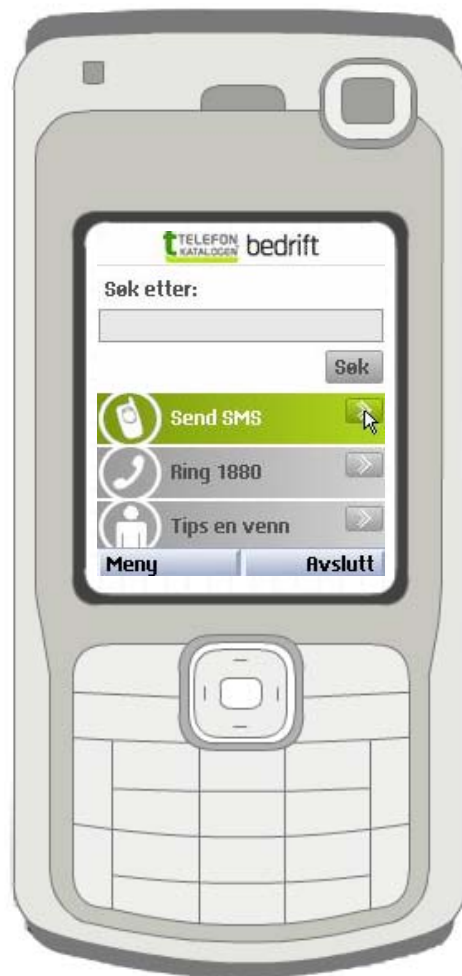 TELEFON KATALOGEN bedrift
Søk etter:
Søk
Send SMS
Ring 1880
Tips en venn
Meny Avslutt